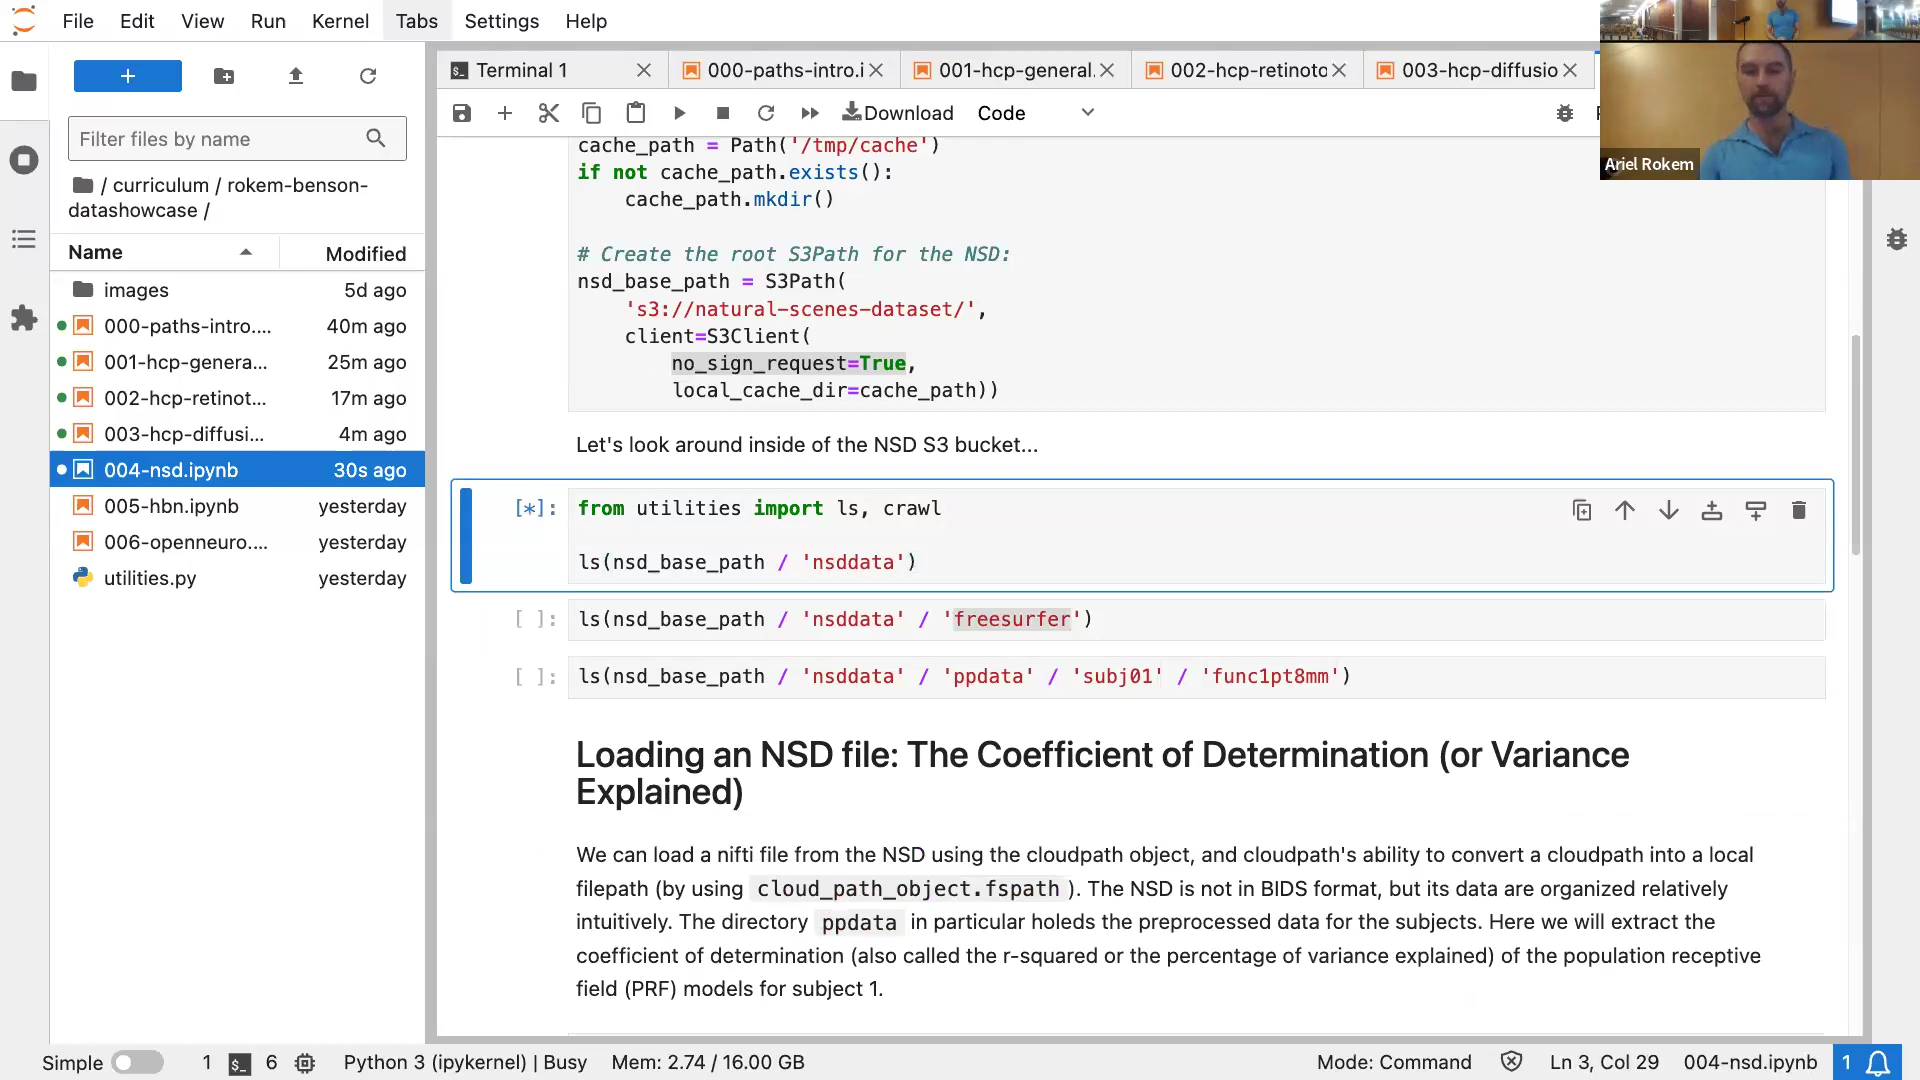 File Edit View Run Kernel Tabs Settings Help
Terminal 1
000-paths-intro.i
001-hcp-general.
002-hcp-retinoto
003-hcp-diffusio
Download Code
Filter files by name
/ curriculum / rokem-benson-
datashowcase /
Name Modified
images 5d ago
000-paths-intro.... 40m ago
001-hcp-genera... 25m ago
002-hcp-retinot... 17m ago
003-hcp-diffusi... 4m ago
004-nsd.ipynb 30s ago
005-hbn.ipynb yesterday
006-openneuro.... yesterday
utilities.py yesterday
cache_path = Path('/tmp/cache')
if not cache_path.exists():
cache_path.mkdir()
# Create the root S3Path for the NSD:
nsd_base_path = S3Path(
's3://natural-scenes-dataset/',
client=S3Client(
no_sign_request=True,
local_cache_dir=cache_path))
Let's look around inside of the NSD S3 bucket...
[*]: from utilities import ls, crawl
ls(nsd_base_path / 'nsddata')
[ ]: ls(nsd_base_path / 'nsddata' / 'freesurfer')
[ ]: ls(nsd_base_path / 'nsddata' / 'ppdata' / 'subj01' / 'func1pt8mm')
Loading an NSD file: The Coefficient of Determination (or Variance
Explained)
We can load a nifti file from the NSD using the cloudpath object, and cloudpath's ability to convert a cloudpath into a local
filepath (by using cloud_path_object.fspath ). The NSD is not in BIDS format, but its data are organized relatively
intuitively. The directory ppdata in particular holeds the preprocessed data for the subjects. Here we will extract the
coefficient of determination (also called the r-squared or the percentage of variance explained) of the population receptive
field (PRF) models for subject 1.
Ariel Rokem
Simple 1 6 Python 3 (ipykernel) | Busy Mem: 2.74 / 16.00 GB Mode: Command Ln 3, Col 29 004-nsd.ipynb 1